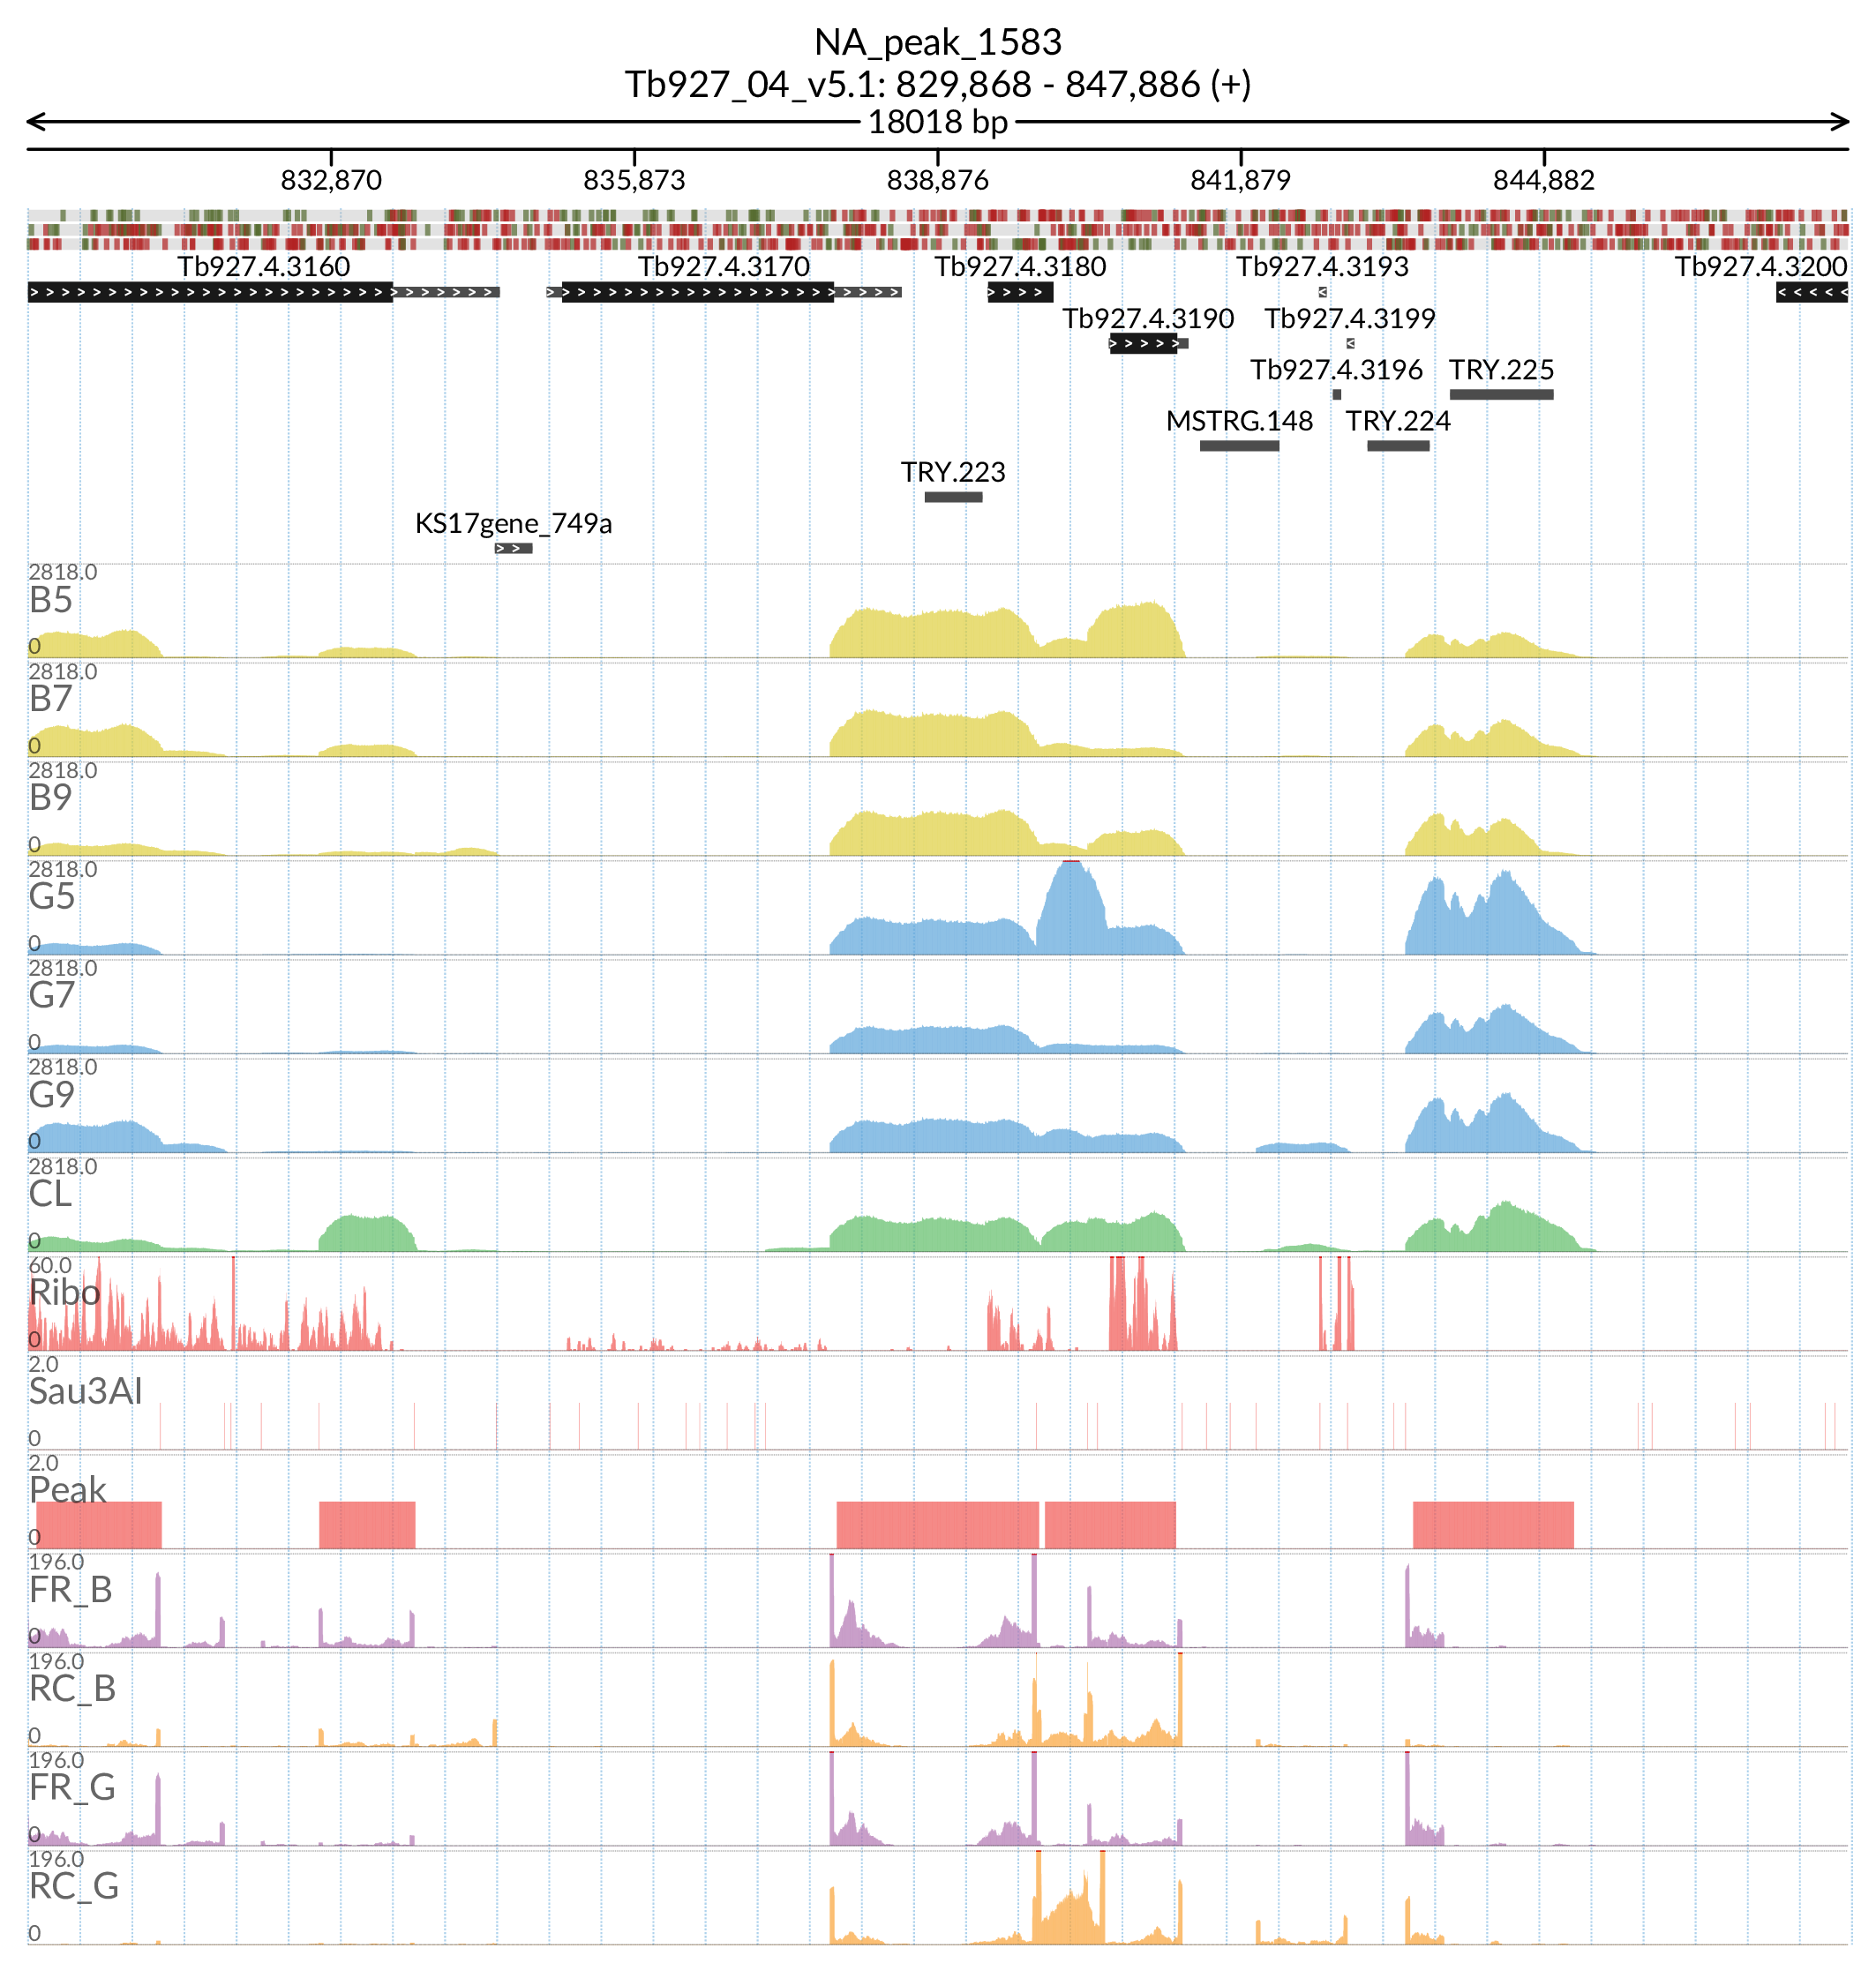 NA_peak_1583
Tb927_04_v5.1: 829,868 - 847,886 (+)
18018 bp
832,870 835,873 838,876 841,879 844,882
Tb927.4.3160 Tb927.4.3170 Tb927.4.3180 Tb927.4.3193 Tb927.4.3200
Tb927.4.3190 Tb927.4.3199
Tb927.4.3196 TRY.225
MSTRG.148 TRY.224
TRY.223
KS17gene_749a
2818.0
B5
0
2818.0
B7
0
2818.0
B9
0
2818.0
G5
0
2818.0
G7
0
2818.0
G9
0
2818.0
CL
0
60.0
Ribo
0
2.0
Sau3AI
0
2.0
Peak
0
196.0
FR_B
0
196.0
RC_B
0
196.0
FR_G
0
196.0
RC_G
0